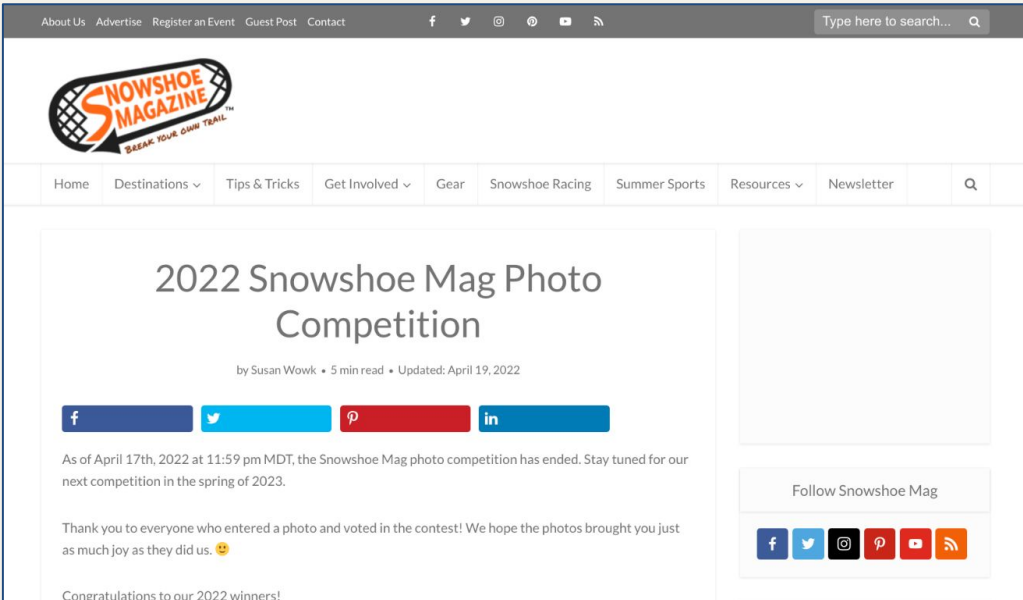 About Us Advertise Register an Event Guest Post Contact
Type here to search...
SNOWSHOE
MAGAZINE
BREAK YOUR OWN TRAIL™
Home Destinations Tips & Tricks Get Involved Gear Snowshoe Racing Summer Sports Resources Newsletter
2022 Snowshoe Mag Photo
Competition
by Susan Wowk • 5 min read • Updated: April 19, 2022
As of April 17th, 2022 at 11:59 pm MDT, the Snowshoe Mag photo competition has ended. Stay tuned for our
next competition in the spring of 2023.
Follow Snowshoe Mag
Thank you to everyone who entered a photo and voted in the contest! We hope the photos brought you just
as much joy as they did us. 🙂
Congratulations to our 2022 winners!